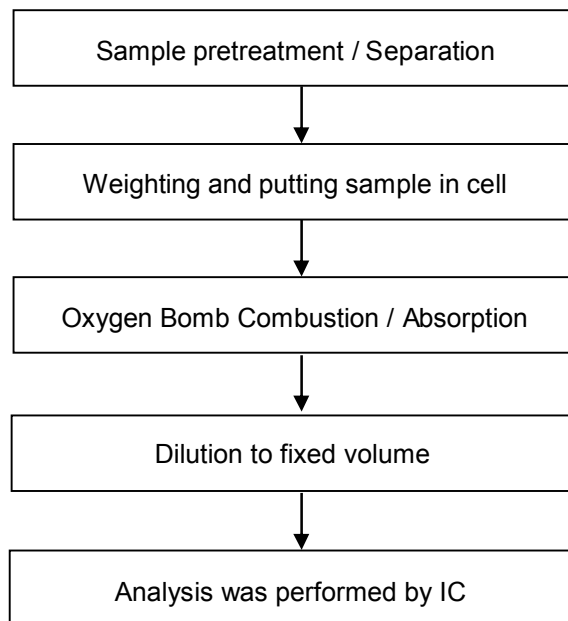 Sample pretreatment / Separation
Weighting and putting sample in cell
Oxygen Bomb Combustion / Absorption
Dilution to fixed volume
Analysis was performed by IC